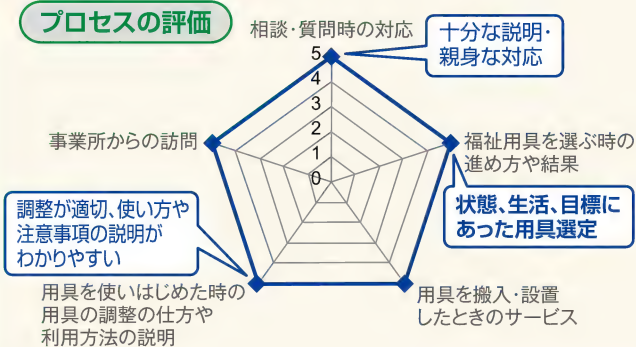 プロセスの評価
相談・質問時の対応
十分な説明・
親身な対応
5
4
3
2
1
0
事業所からの訪問
福祉用具を選ぶ時の
進め方や結果
状態、生活、目標に
あった用具選定
調整が適切、使い方や
注意事項の説明が
わかりやすい
用具を使いはじめた時の
用具の調整の仕方や
利用方法の説明
用具を搬入・設置
したときのサービス